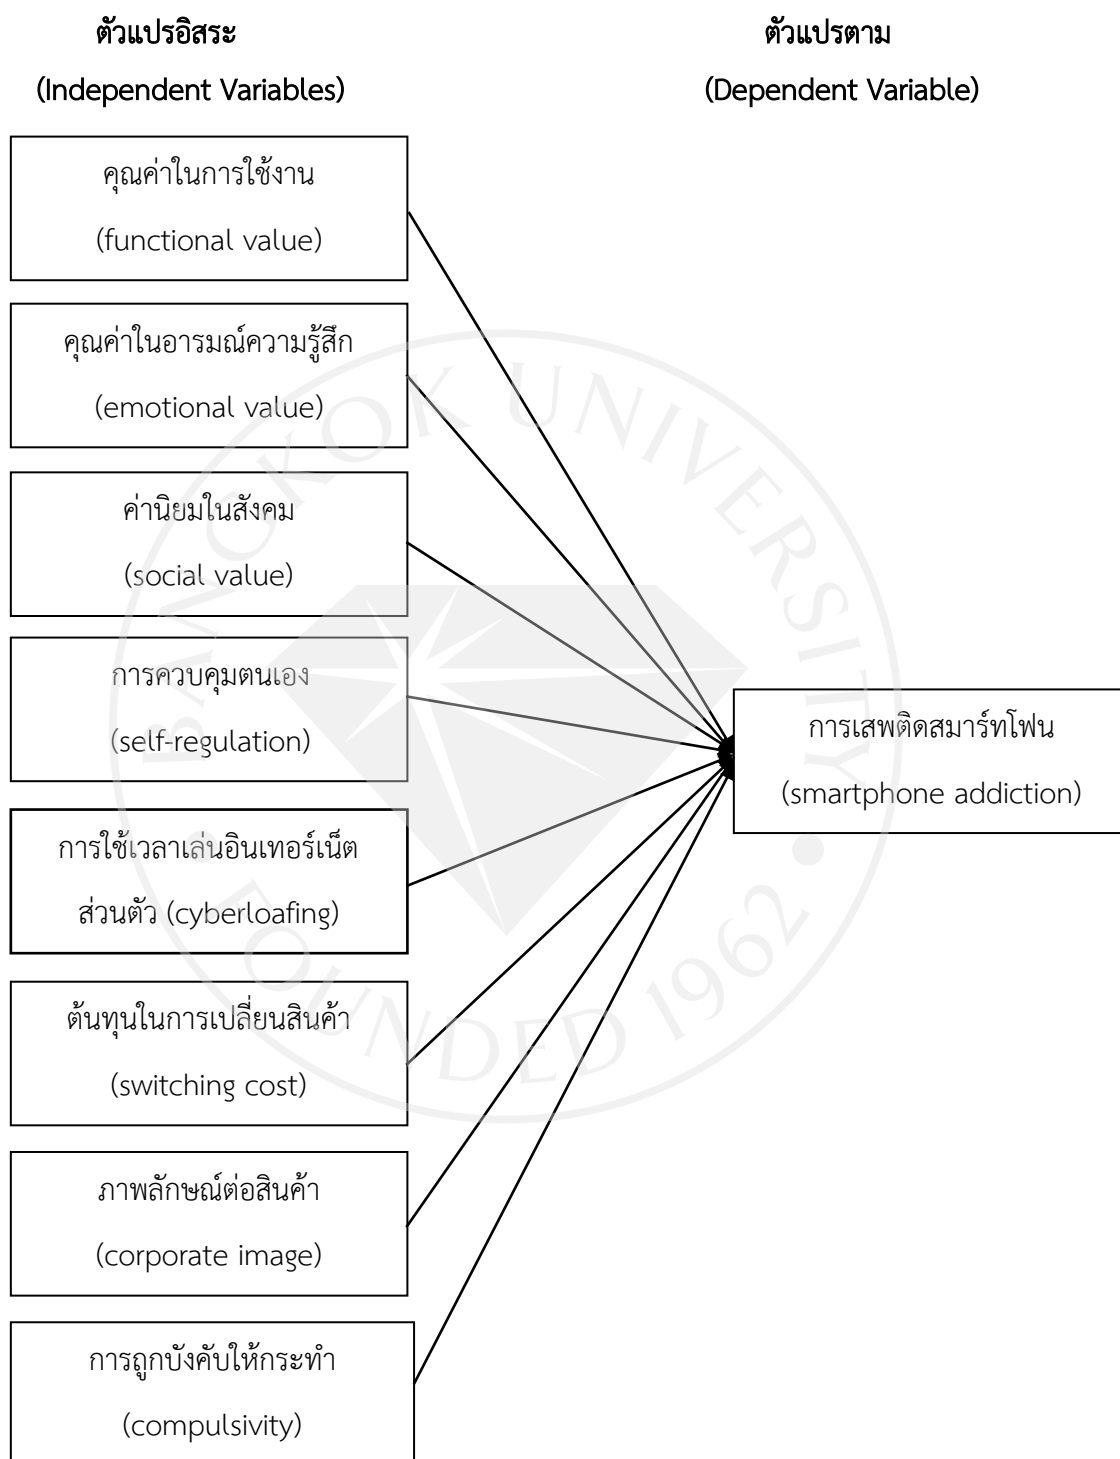 ตัวแปรอิสระ
(Independent Variables)
ตัวแปรตาม
(Dependent Variable)
คุณค่าในการใช้งาน
(functional value)
คุณค่าในอารมณ์ความรู้สึก
(emotional value)
ค่านิยมในสังคม
(social value)
การควบคุมตนเอง
(self-regulation)
การใช้เวลาเล่นอินเทอร์เน็ต
ส่วนตัว (cyberloafing)
ต้นทุนในการเปลี่ยนสินค้า
(switching cost)
ภาพลักษณ์ต่อสินค้า
(corporate image)
การถูกบังคับให้กระทำ
(compulsivity)
การเสพติดสมาร์ทโฟน
(smartphone addiction)
BANGKOK UNIVERSITY
FOUNDED 1962